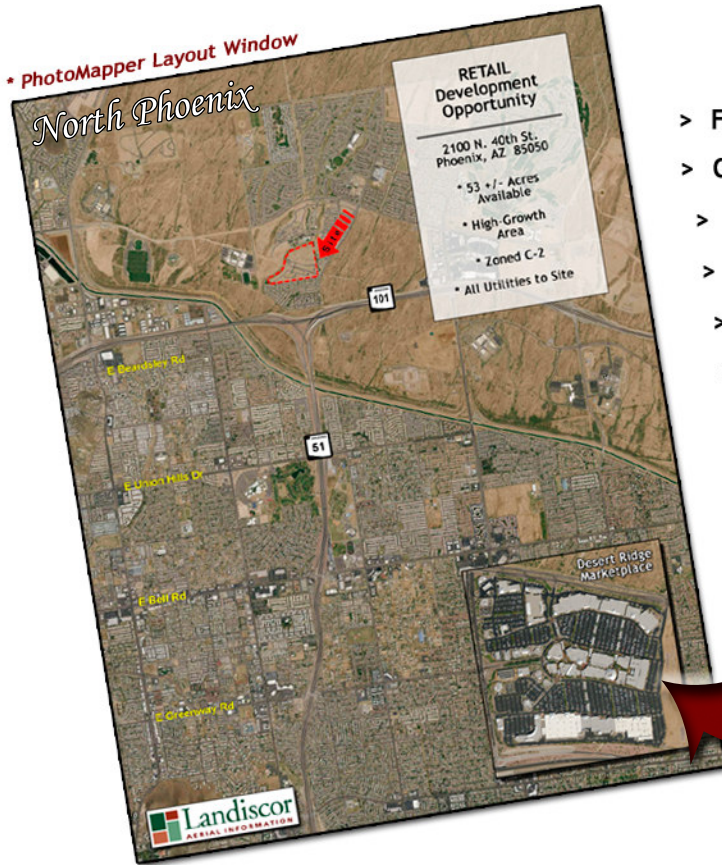 * PhotoMapper Layout Window
North Phoenix
RETAIL
Development
Opportunity
2100 N. 40th St.
Phoenix, AZ 85050
* 53 +/- Acres
Available
* High-Growth
Area
* Zoned C-2
* All Utilities to Site
Site
101
E Beardsley Rd
51
E Union Hills Dr
E Bell Rd
E Greenway Rd
Desert Ridge
Marketplace
Landiscor
AERIAL INFORMATION
>
>
>
>
>